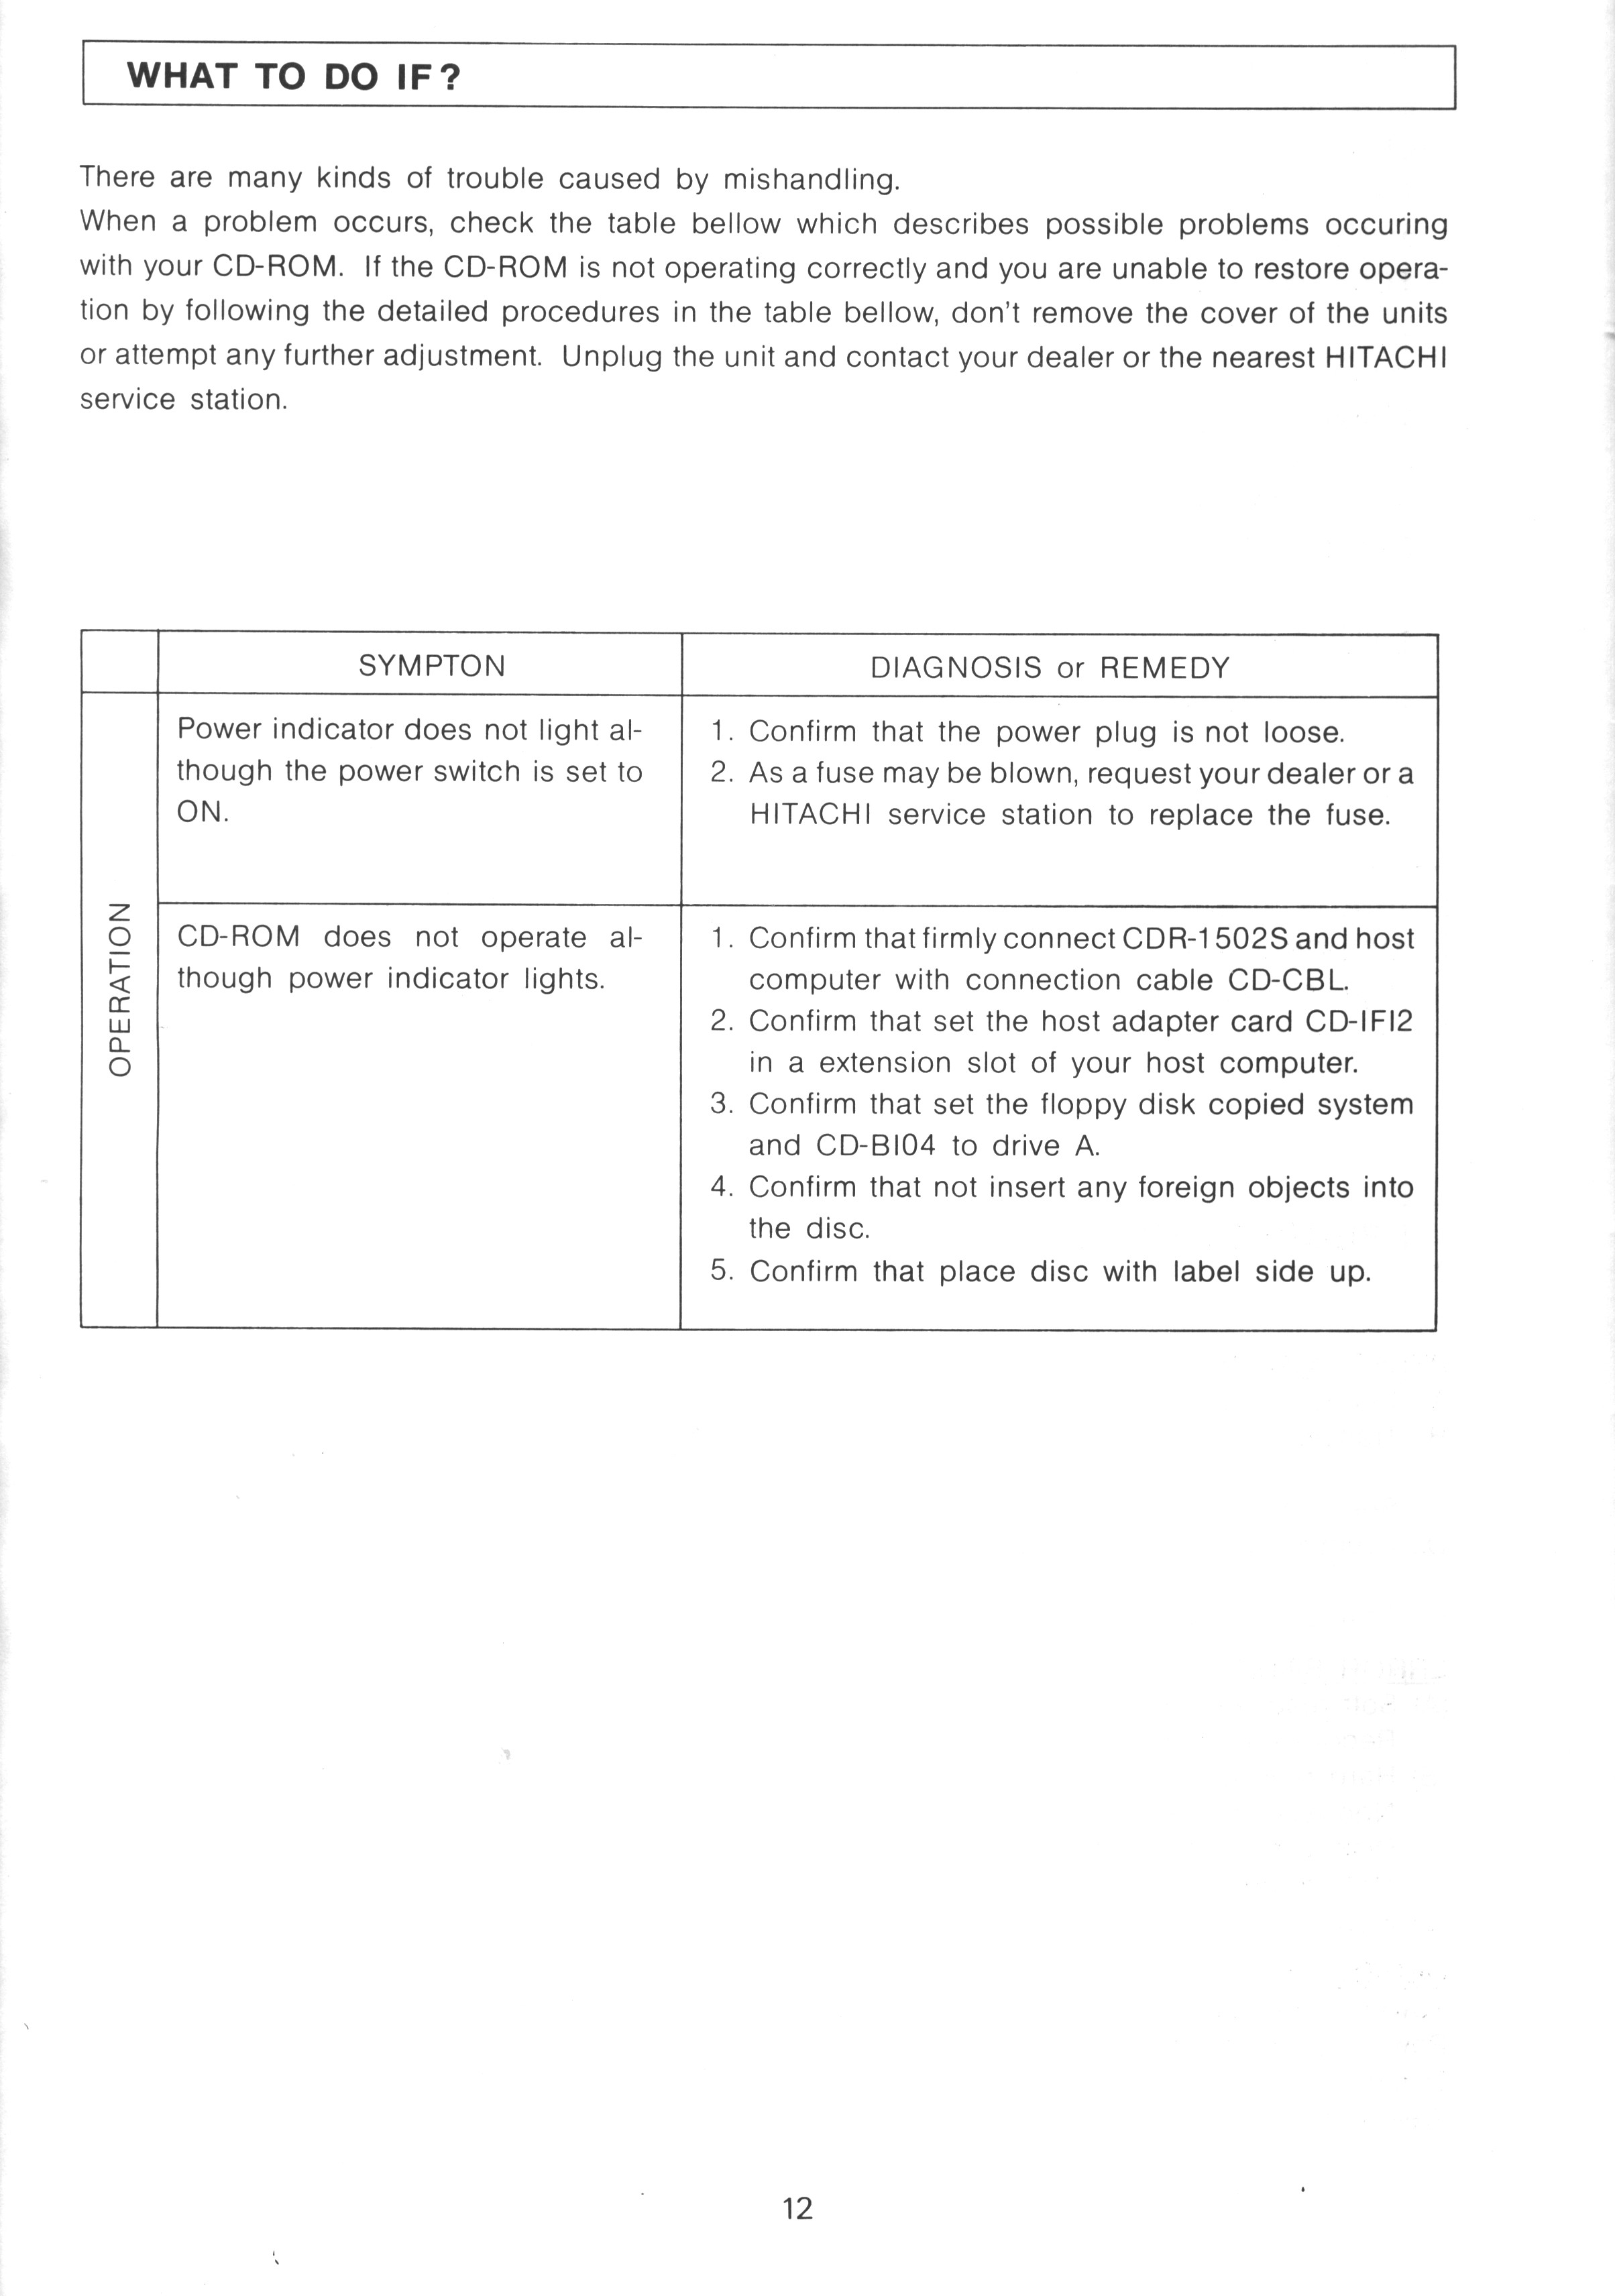 WHAT TO DO IF?
There are many kinds of trouble caused by mishandling.
When a problem occurs, check the table bellow which describes possible problems occuring
with your CD-ROM. If the CD-ROM is not operating correctly and you are unable to restore opera-
tion by following the detailed procedures in the table bellow, don't remove the cover of the units
or attempt any further adjustment. Unplug the unit and contact your dealer or the nearest HITACHI
service station.
SYMPTON
DIAGNOSIS or REMEDY
OPERATION
Power indicator does not light al-
though the power switch is set to
ON.
1. Confirm that the power plug is not loose.
2. As a fuse may be blown, request your dealer or a
HITACHI service station to replace the fuse.
CD-ROM does not operate al-
though power indicator lights.
1. Confirm that firmly connect CDR-1502S and host
computer with connection cable CD-CBL.
2. Confirm that set the host adapter card CD-IFI2
in a extension slot of your host computer.
3. Confirm that set the floppy disk copied system
and CD-BI04 to drive A.
4. Confirm that not insert any foreign objects into
the disc.
5. Confirm that place disc with label side up.
12